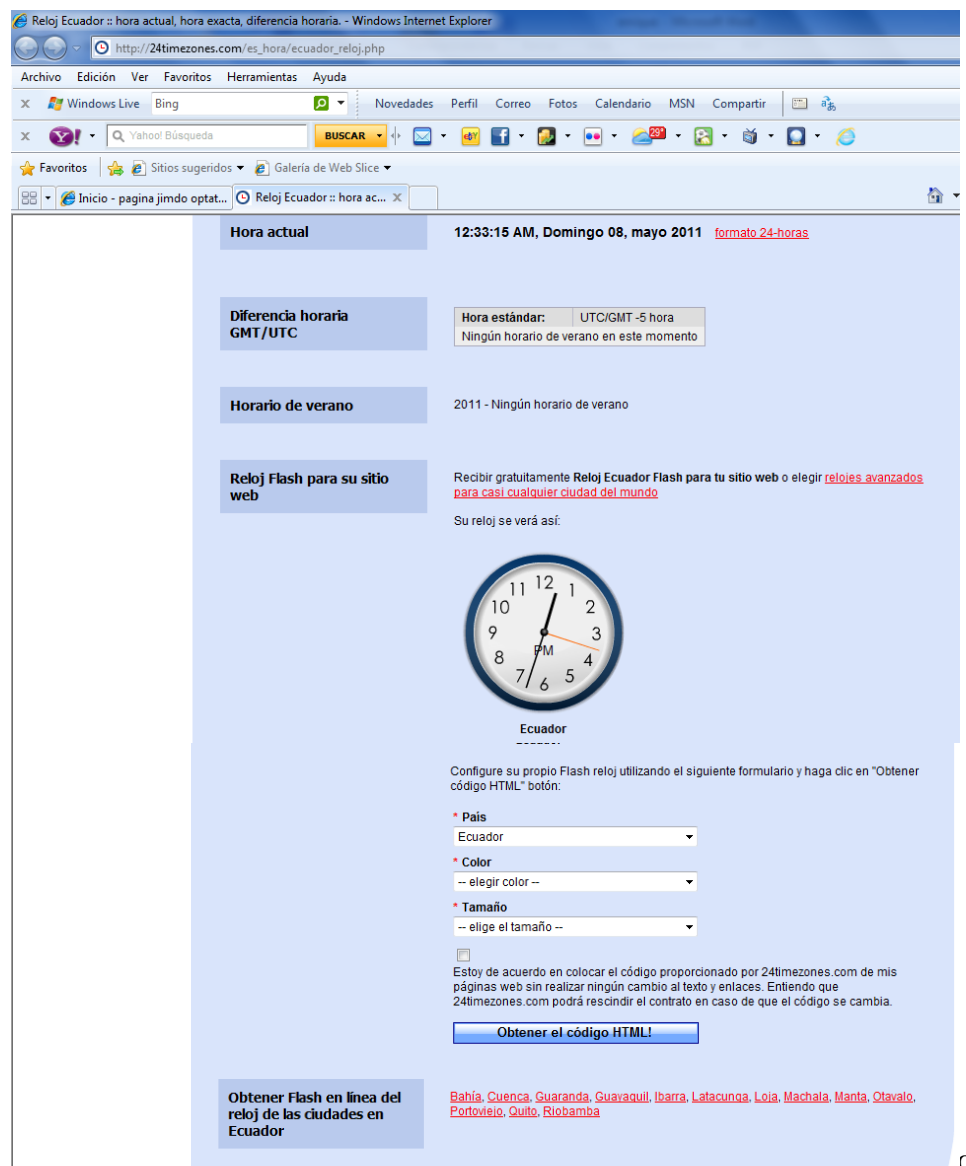 Reloj Ecuador :: hora actual, hora exacta, diferencia horaria. - Windows Internet Explorer
http://24timezones.com/es_hora/ecuador_reloj.php
Archivo Edición Ver Favoritos Herramientas Ayuda
x Windows Live Bing Novedades Perfil Correo Fotos Calendario MSN Compartir
x Y! Yahoo! Búsqueda BUSCAR ebY 29°
Favoritos Sitios sugeridos Galería de Web Slice
Inicio - pagina jimdo optat... Reloj Ecuador :: hora ac... X
Hora actual 12:33:15 AM, Domingo 08, mayo 2011 formato 24-horas
Diferencia horaria
GMT/UTC
Hora estándar: UTC/GMT -5 hora
Ningún horario de verano en este momento
Horario de verano 2011 - Ningún horario de verano
Reloj Flash para su sitio
web
Recibir gratuitamente Reloj Ecuador Flash para tu sitio web o elegir relojes avanzados
para casi cualquier ciudad del mundo
Su reloj se verá así:
12
1
2
3
4
5
6
7
8
9
10
11
PM
Ecuador
Configure su propio Flash reloj utilizando el siguiente formulario y haga clic en "Obtener
código HTML" botón:
* Pais
Ecuador
* Color
-- elegir color --
* Tamaño
-- elige el tamaño --
Estoy de acuerdo en colocar el código proporcionado por 24timezones.com de mis
páginas web sin realizar ningún cambio al texto y enlaces. Entiendo que
24timezones.com podrá rescindir el contrato en caso de que el código se cambia.
Obtener el código HTML!
Obtener Flash en línea del
reloj de las ciudades en
Ecuador
Bahía, Cuenca, Guaranda, Guayaquil, Ibarra, Latacunga, Loja, Machala, Manta, Otavalo,
Portoviejo, Quito, Riobamba